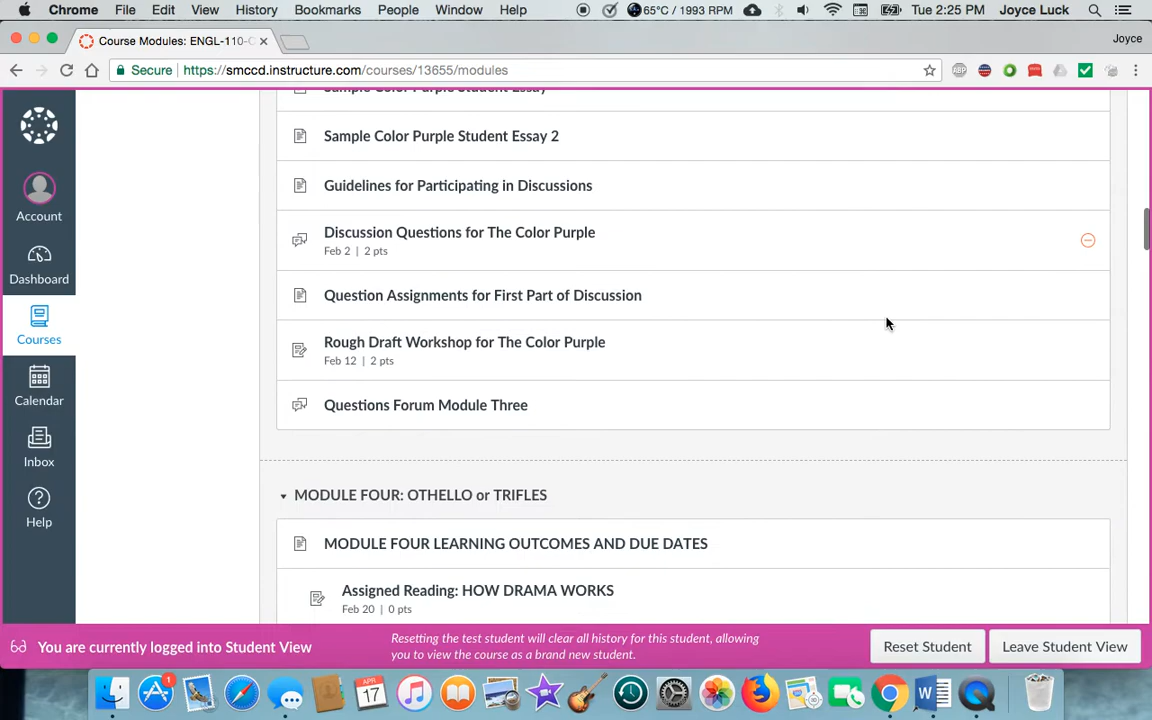 Chrome File Edit View History Bookmarks People Window Help 65°C / 1993 RPM Tue 2:25 PM Joyce Luck
Course Modules: ENGL-110-C Joyce
Secure https://smccd.instructure.com/courses/13655/modules
Sample Color Purple Student Essay
Sample Color Purple Student Essay 2
Account
Guidelines for Participating in Discussions
Dashboard
Discussion Questions for The Color Purple
Feb 2 | 2 pts
Courses
Question Assignments for First Part of Discussion
Rough Draft Workshop for The Color Purple
Feb 12 | 2 pts
Calendar
Questions Forum Module Three
Inbox
MODULE FOUR: OTHELLO or TRIFLES
Help
MODULE FOUR LEARNING OUTCOMES AND DUE DATES
Assigned Reading: HOW DRAMA WORKS
Feb 20 | 0 pts
You are currently logged into Student View
Resetting the test student will clear all history for this student, allowing
you to view the course as a brand new student.
Reset Student
Leave Student View
1
APR
17